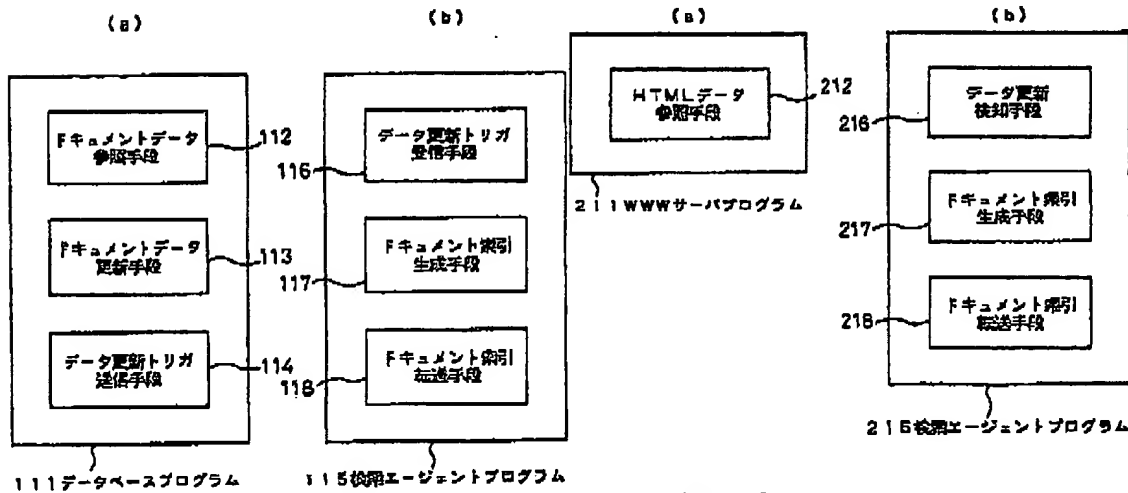 (a)
ドキュメントデータ
参照手段
112
ドキュメントデータ
更新手段
113
データ更新トリガ
送信手段
114
111データベースプログラム
(b)
データ更新トリガ
受信手段
116
ドキュメント索引
生成手段
117
ドキュメント索引
転送手段
118
115検索エージェントプログラム
(a)
HTMLデータ
参照手段
212
211WWWサーバプログラム
(b)
データ更新
検知手段
216
ドキュメント索引
生成手段
217
ドキュメント索引
転送手段
218
215検索エージェントプログラム